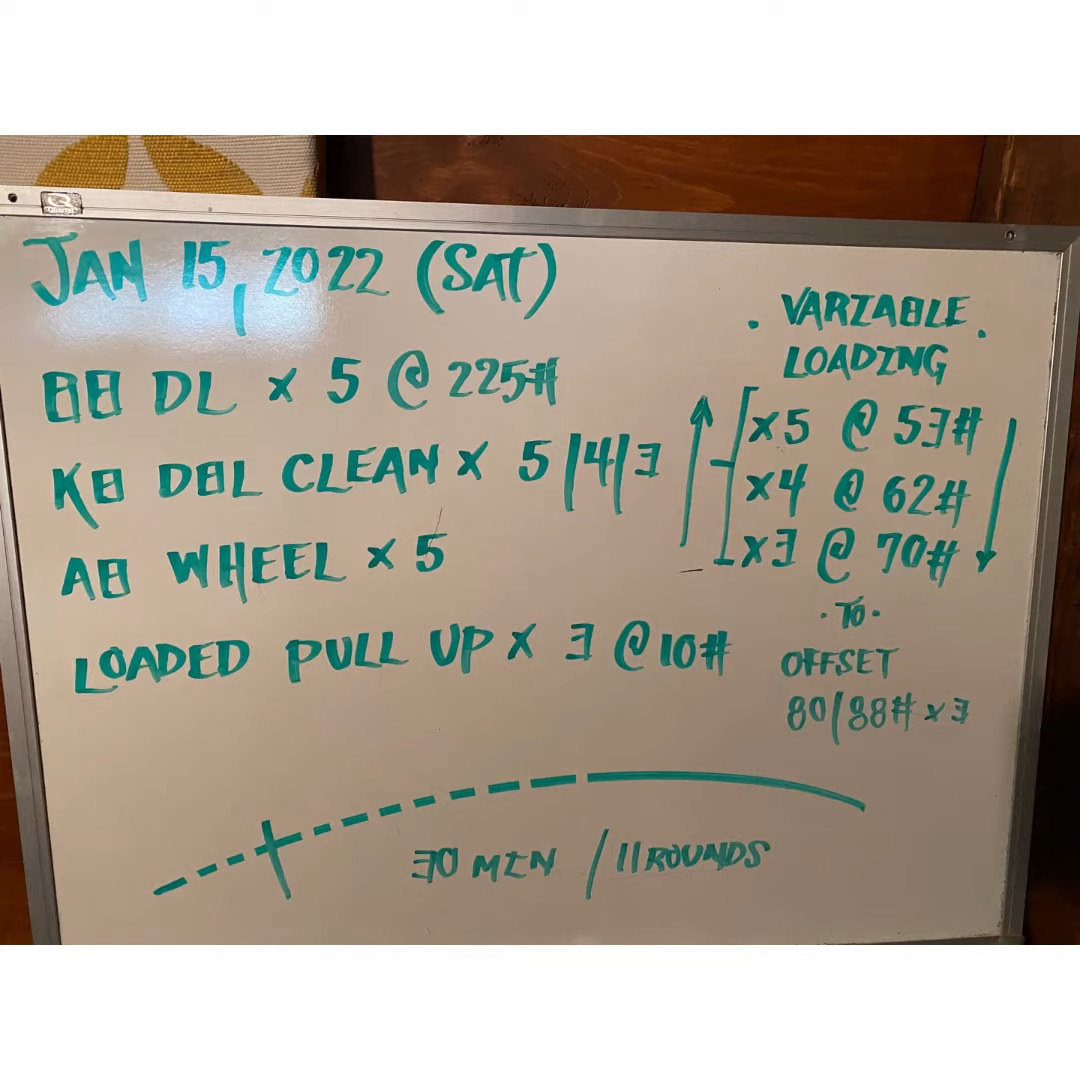 JAN 15, 2022 (SAT)
BB DL x 5 @ 225#
KB DBL CLEAN x 5/4/3
AB WHEEL x 5
LOADED PULL UP x 3 @ 10#
· VARIABLE ·
LOADING
x5 @ 53#
x4 @ 62#
x3 @ 70#
· TO ·
OFFSET
80/88# x 3
30 MIN / 11 ROUNDS
QUARTET